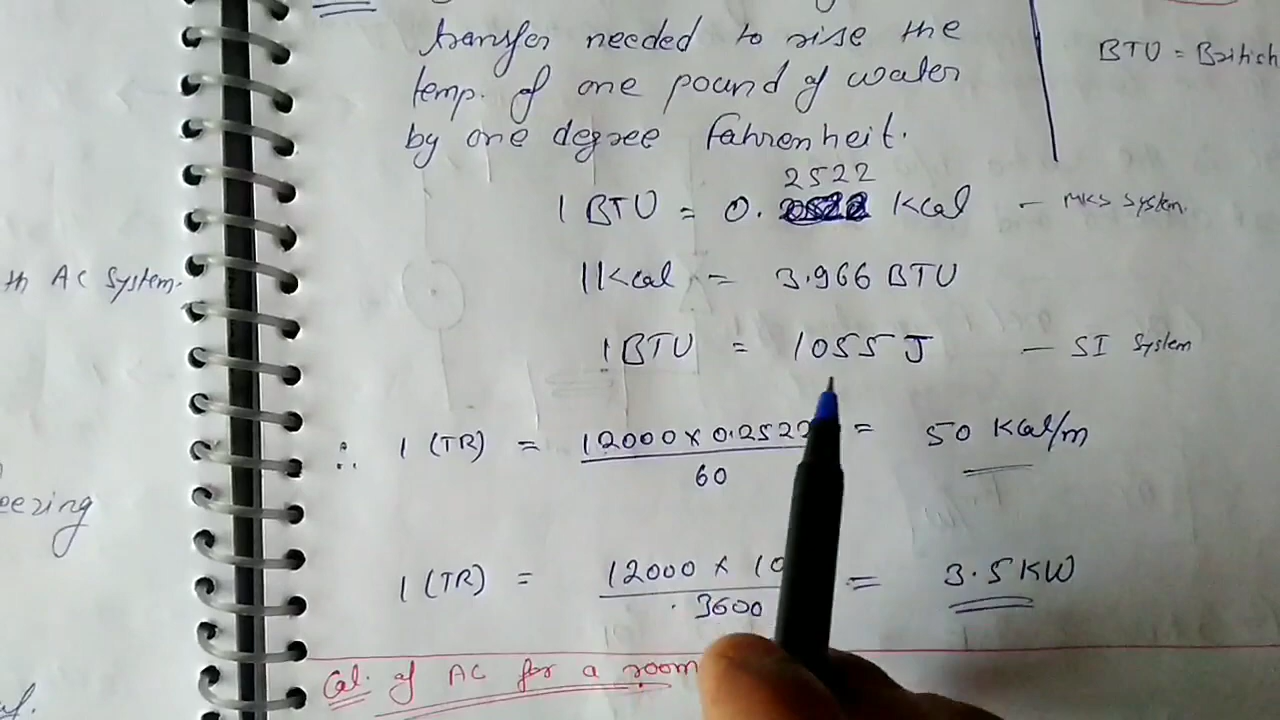 transfer needed to rise the
temp. of one pound of water
by one degree Fahrenheit.
BTU = British
2522
1 BTU = 0. Kcal - MKS System.
1 Kcal = 3.966 BTU
th AC System.
1 BTU = 1055 J - SI System
∴ 1 (TR) = 12000 x 0.2522 = 50 Kcal/m
60
eezing
1 (TR) = 12000 x 10 = 3.5 KW
3600
Cal. of AC for a room